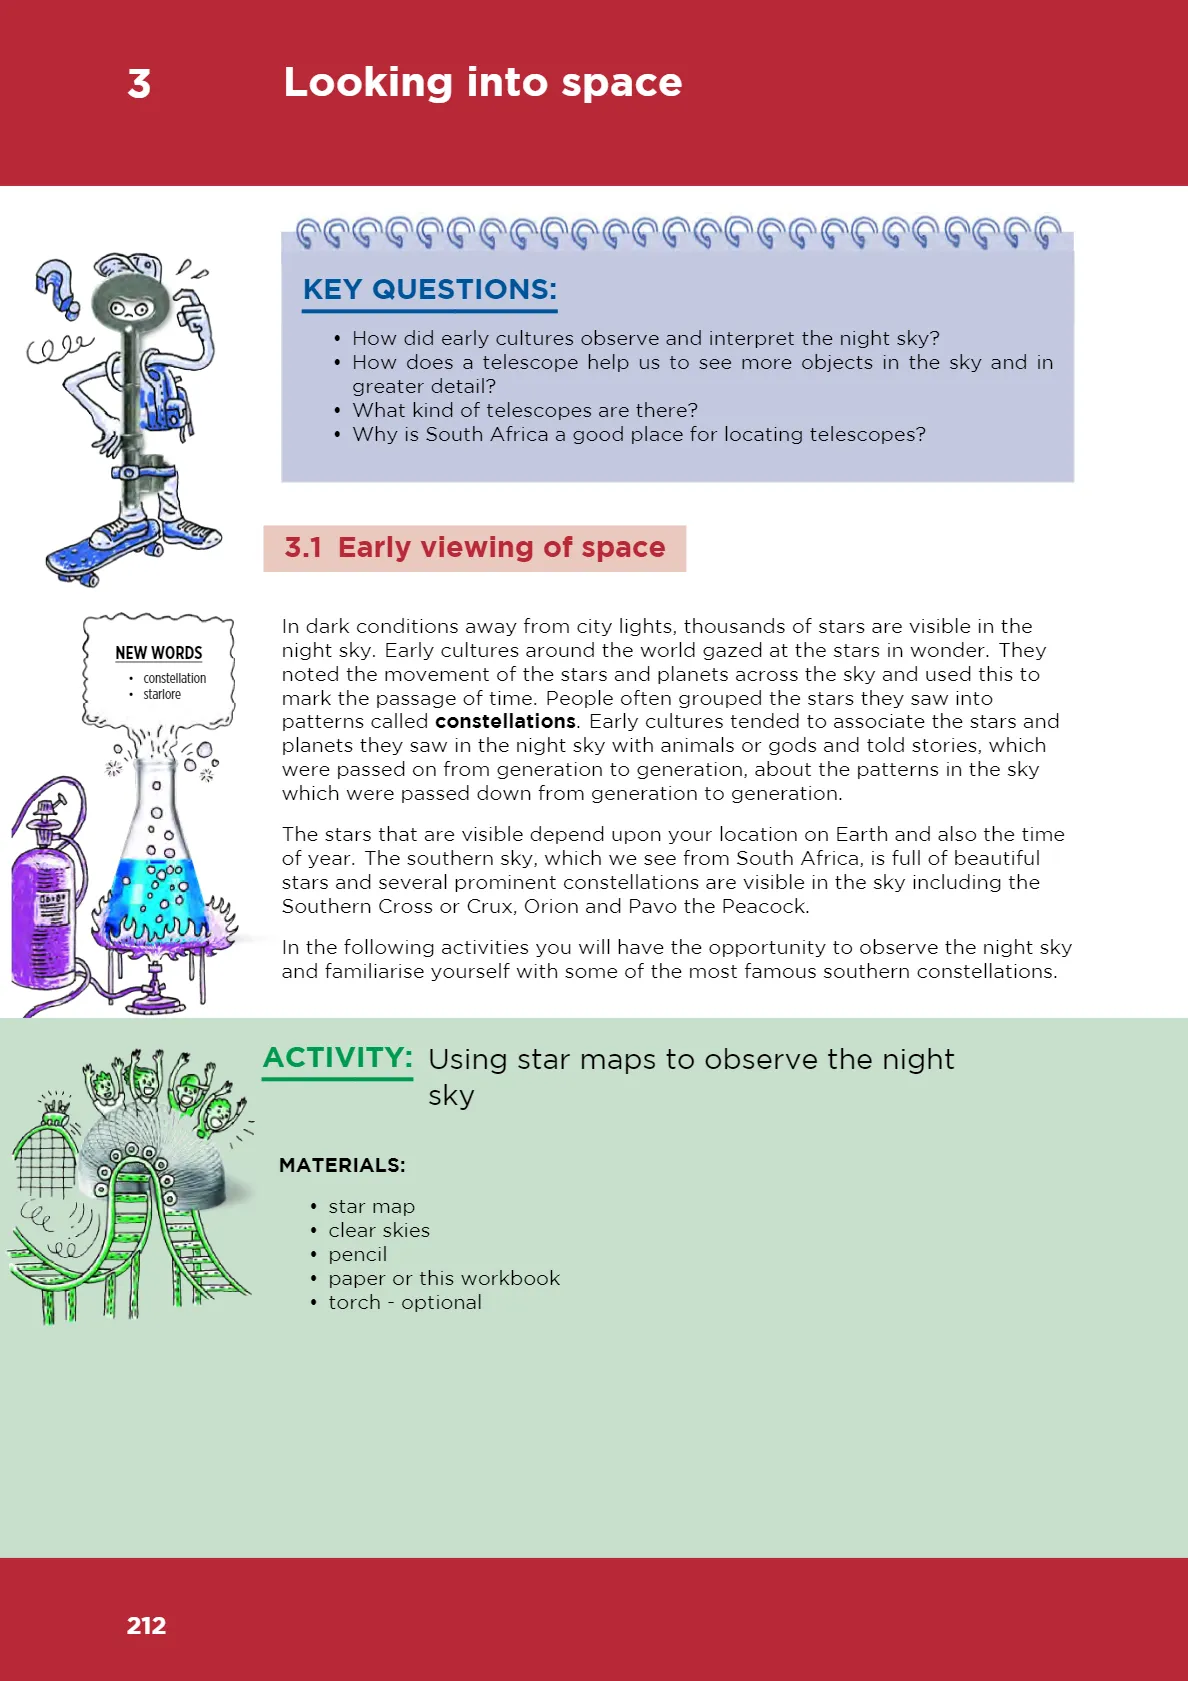 3 Looking into space
KEY QUESTIONS:
• How did early cultures observe and interpret the night sky?
• How does a telescope help us to see more objects in the sky and in
greater detail?
• What kind of telescopes are there?
• Why is South Africa a good place for locating telescopes?
3.1 Early viewing of space
NEW WORDS
• constellation
• starlore
In dark conditions away from city lights, thousands of stars are visible in the
night sky. Early cultures around the world gazed at the stars in wonder. They
noted the movement of the stars and planets across the sky and used this to
mark the passage of time. People often grouped the stars they saw into
patterns called constellations. Early cultures tended to associate the stars and
planets they saw in the night sky with animals or gods and told stories, which
were passed on from generation to generation, about the patterns in the sky
which were passed down from generation to generation.
The stars that are visible depend upon your location on Earth and also the time
of year. The southern sky, which we see from South Africa, is full of beautiful
stars and several prominent constellations are visible in the sky including the
Southern Cross or Crux, Orion and Pavo the Peacock.
In the following activities you will have the opportunity to observe the night sky
and familiarise yourself with some of the most famous southern constellations.
ACTIVITY: Using star maps to observe the night
sky
MATERIALS:
• star map
• clear skies
• pencil
• paper or this workbook
• torch - optional
212